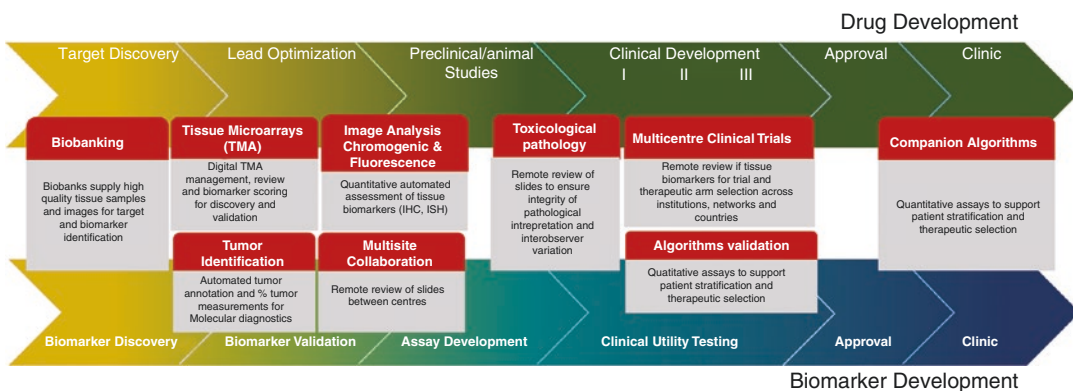 Drug Development
Target Discovery
Lead Optimization
Preclinical/animal
Studies
Clinical Development
I II III
Approval
Clinic
Biobanking
Biobanks supply high
quality tissue samples
and images for target
and biomarker
identification
Tissue Microarrays
(TMA)
Digital TMA
management, review
and biomarker scoring
for discovery and
validation
Image Analysis
Chromogenic &
Fluorescence
Quantitative automated
assessment of tissue
biomarkers (IHC, ISH)
Toxicological
pathology
Remote review of
slides to ensure
integrity of
pathological
intrepretation and
interobserver
variation
Multicentre Clinical Trials
Remote review if tissue
biomarkers for trial and
therapeutic arm selection across
institutions, networks and
countries
Companion Algorithms
Quantitative assays to support
patient stratification and
therapeutic selection
Tumor
Identification
Automated tumor
annotation and % tumor
measurements for
Molecular diagnostics
Multisite
Collaboration
Remote review of slides
between centres
Algorithms validation
Qutitative assays to support
patient stratification and
therapeutic selection
Biomarker Discovery
Biomarker Validation
Assay Development
Clinical Utility Testing
Approval
Clinic
Biomarker Development